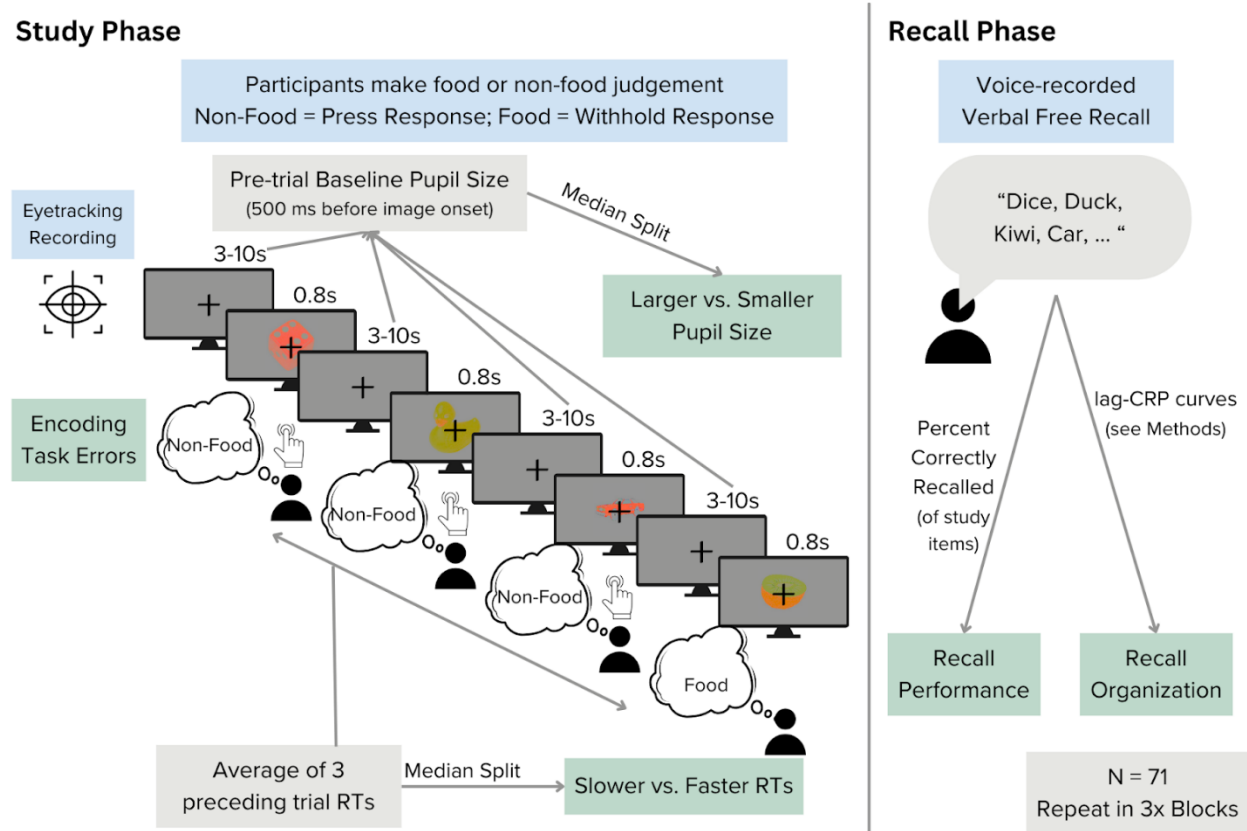 Study Phase
Participants make food or non-food judgement
Non-Food = Press Response; Food = Withhold Response
Pre-trial Baseline Pupil Size
(500 ms before image onset)
Median Split
Larger vs. Smaller
Pupil Size
Eyetracking
Recording
3-10s
0.8s
3-10s
0.8s
3-10s
0.8s
3-10s
0.8s
Encoding
Task Errors
Non-Food
Non-Food
Non-Food
Food
Average of 3
preceding trial RTs
Median Split
Slower vs. Faster RTs
Recall Phase
Voice-recorded
Verbal Free Recall
“Dice, Duck,
Kiwi, Car, ... “
Percent
Correctly
Recalled
(of study
items)
lag-CRP curves
(see Methods)
Recall
Performance
Recall
Organization
N = 71
Repeat in 3x Blocks